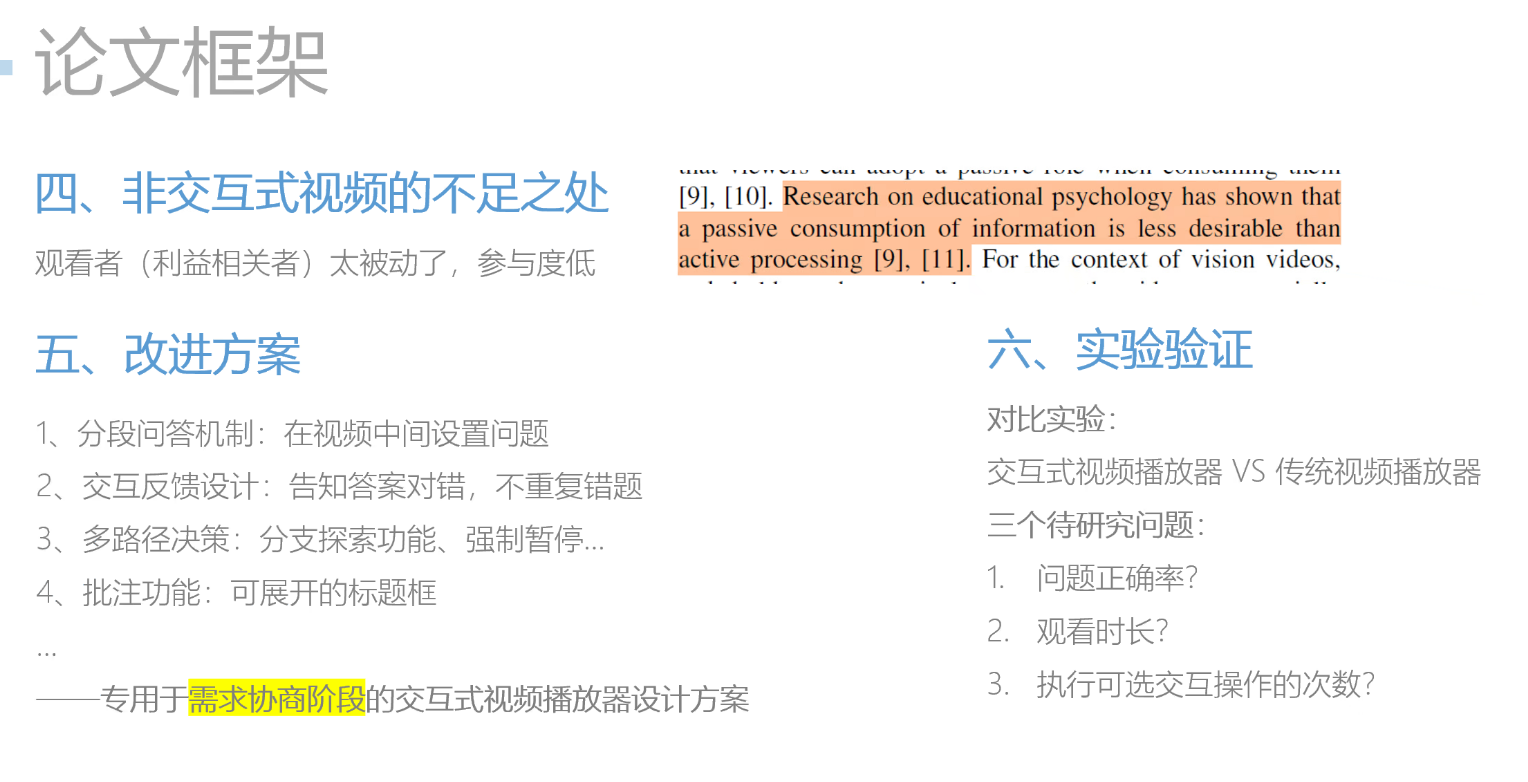 论文框架
四、非交互式视频的不足之处
观看者（利益相关者）太被动了，参与度低
that viewers can adopt a passive role when consuming them
[9], [10]. Research on educational psychology has shown that
a passive consumption of information is less desirable than
active processing [9], [11]. For the context of vision videos,
五、改进方案
1、分段问答机制：在视频中间设置问题
2、交互反馈设计：告知答案对错，不重复错题
3、多路径决策：分支探索功能、强制暂停...
4、批注功能：可展开的标题框
...
——专用于需求协商阶段的交互式视频播放器设计方案
六、实验验证
对比实验：
交互式视频播放器 VS 传统视频播放器
三个待研究问题：
1. 问题正确率？
2. 观看时长？
3. 执行可选交互操作的次数？